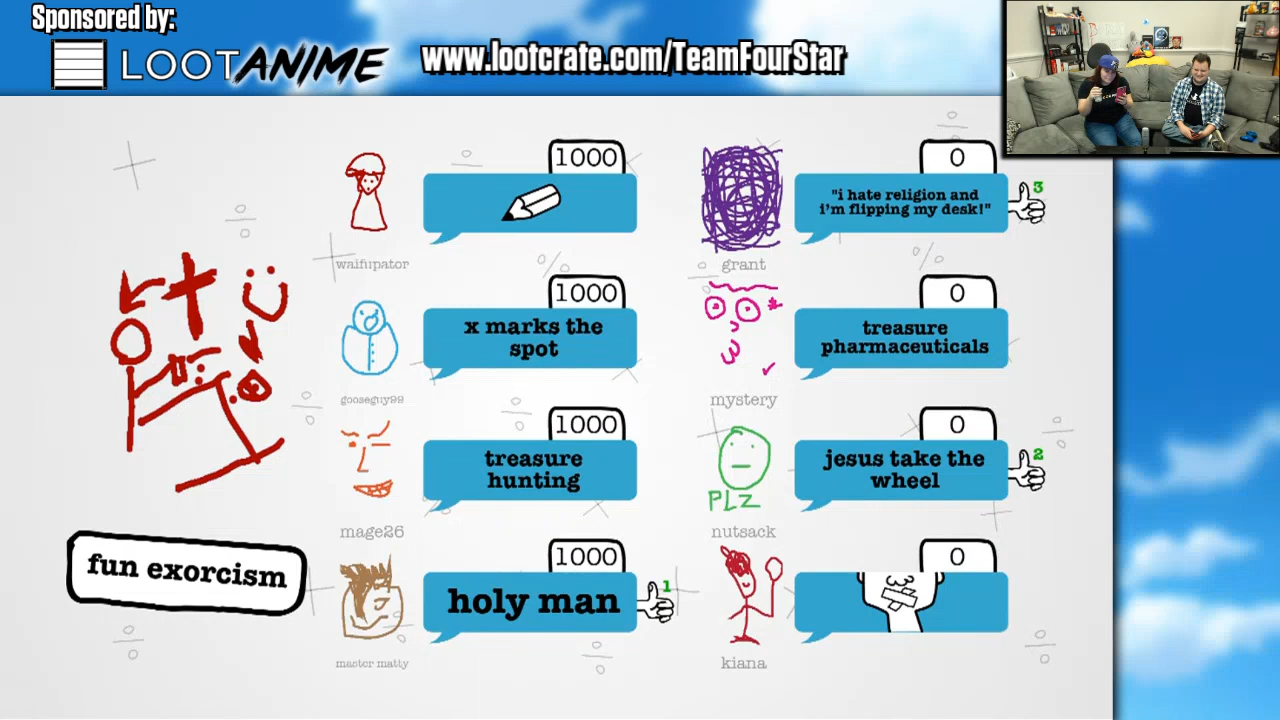 Sponsored by:
LOOTANIME
www.lootcrate.com/TeamFourStar
1000
waifupator
1000
x marks the
spot
gooseguy99
1000
treasure
hunting
mage26
1000
holy man
1
master matty
0
"i hate religion and
i'm flipping my desk!"
3
grant
0
treasure
pharmaceuticals
mystery
0
jesus take the
wheel
2
PLZ
nutsack
0
kiana
fun exorcism